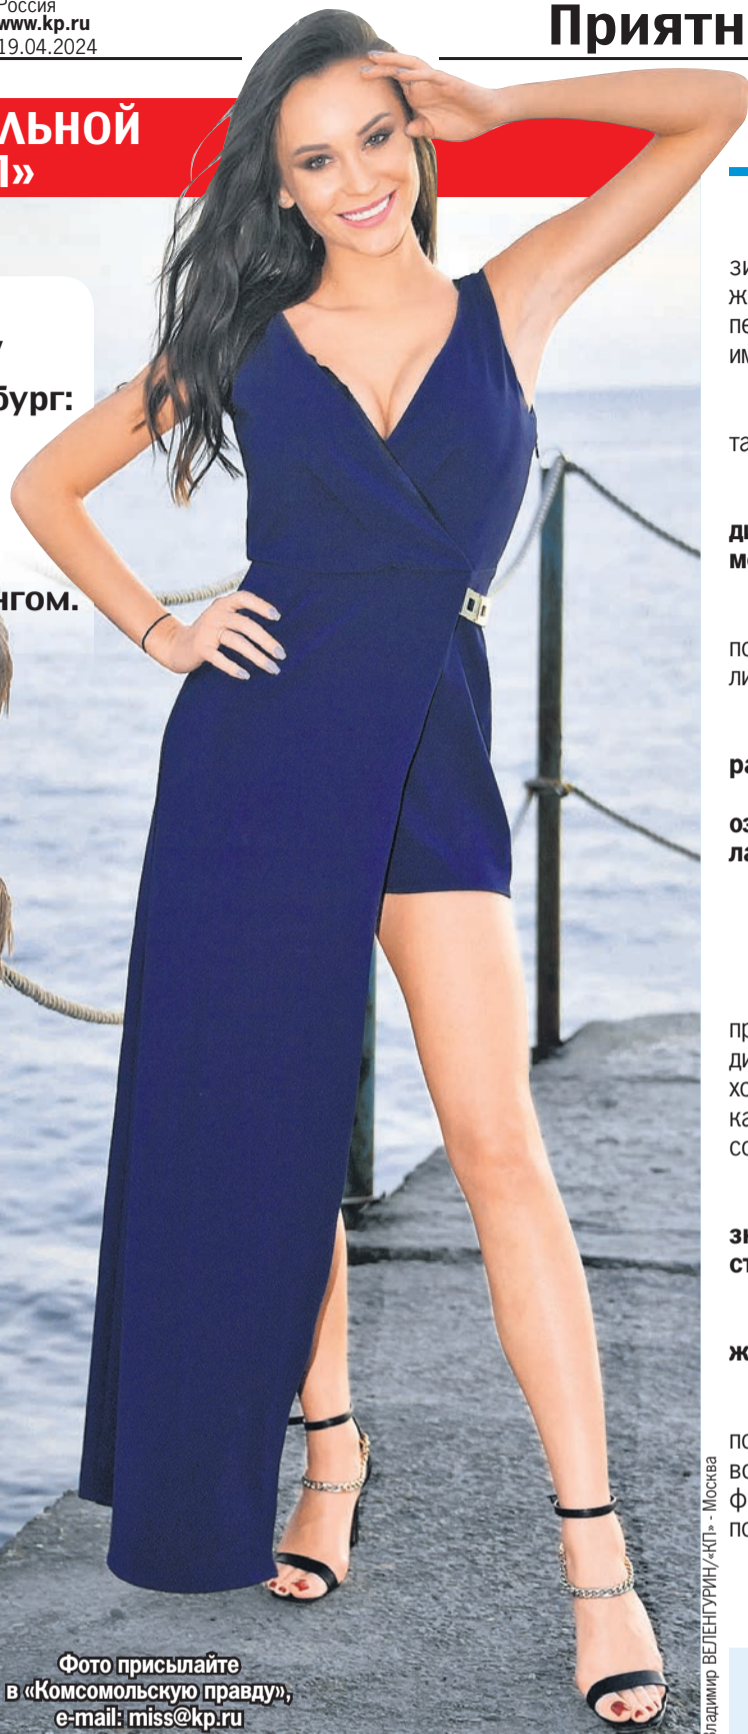 Россия
www.kp.ru
19.04.2024
Приятн
ЛЬНОЙ
П»
у
бург:
нгом.
зи
ж
пе
им
та
ди
мо
по
ли
ра
оз
ла
пр
ди
хо
ка
со
зн
ст
ж
по
во
ф
по
Владимир ВЕЛЕНГУРИН/«КП» - Москва
Фото присылайте
в «Комсомольскую правду»,
e-mail: miss@kp.ru